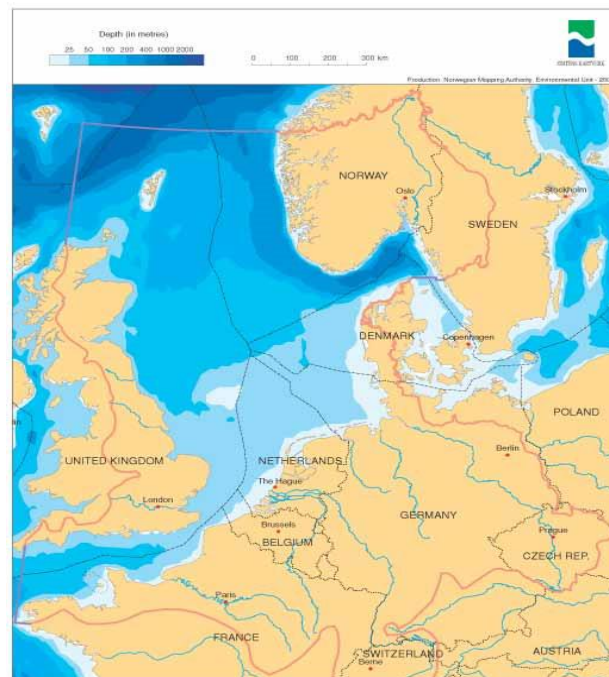 Depth (in metres)
25 50 100 200 400 1000 2000
0 100 200 300 km
Production: Norwegian Mapping Authority. Environmental Unit -
NORWAY
Oslo
Stockholm
SWEDEN
DENMARK
Copenhagen
POLAND
UNITED KINGDOM
NETHERLANDS
Berlin
The Hague
London
GERMANY
Brussels
BELGIUM
Prague
CZECH REP.
Paris
FRANCE
SWITZERLAND
AUSTRIA
Berne